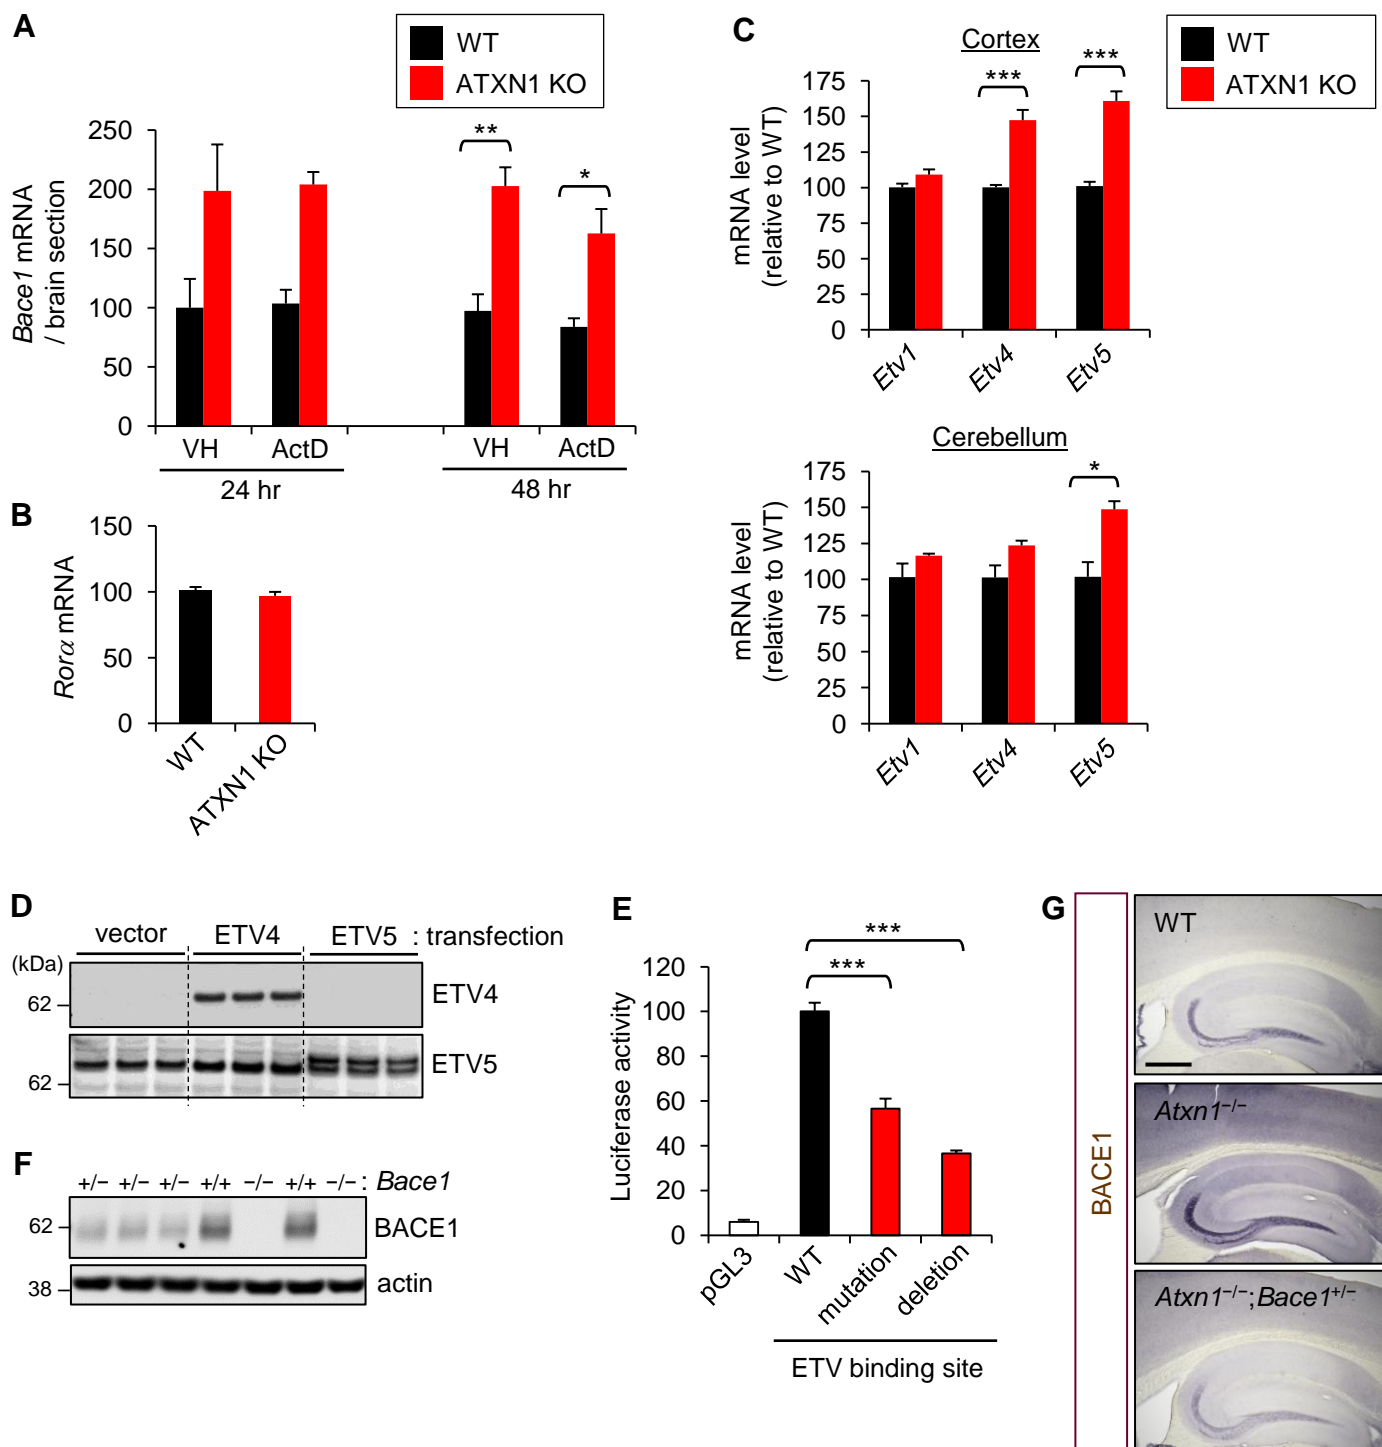 A
WT
ATXN1 KO
250
200
150
100
50
0
Bace1 mRNA
/ brain section
**
*
VH
ActD
VH
ActD
24 hr
48 hr
B
150
100
50
0
Rorα mRNA
WT
ATXN1 KO
C
WT
ATXN1 KO
Cortex
***
***
175
150
125
100
75
50
25
0
mRNA level
(relative to WT)
Etv1
Etv4
Etv5
Cerebellum
*
175
150
125
100
75
50
25
0
mRNA level
(relative to WT)
Etv1
Etv4
Etv5
D
vector
ETV4
ETV5 : transfection
(kDa)
62
ETV4
62
ETV5
E
***
***
120
100
80
60
40
20
0
Luciferase activity
pGL3
WT
mutation
deletion
ETV binding site
F
+/− +/− +/− +/+ −/− +/+ −/− : Bace1
62
BACE1
38
actin
G
BACE1
WT
Atxn1−/−
Atxn1−/−;Bace1+/−